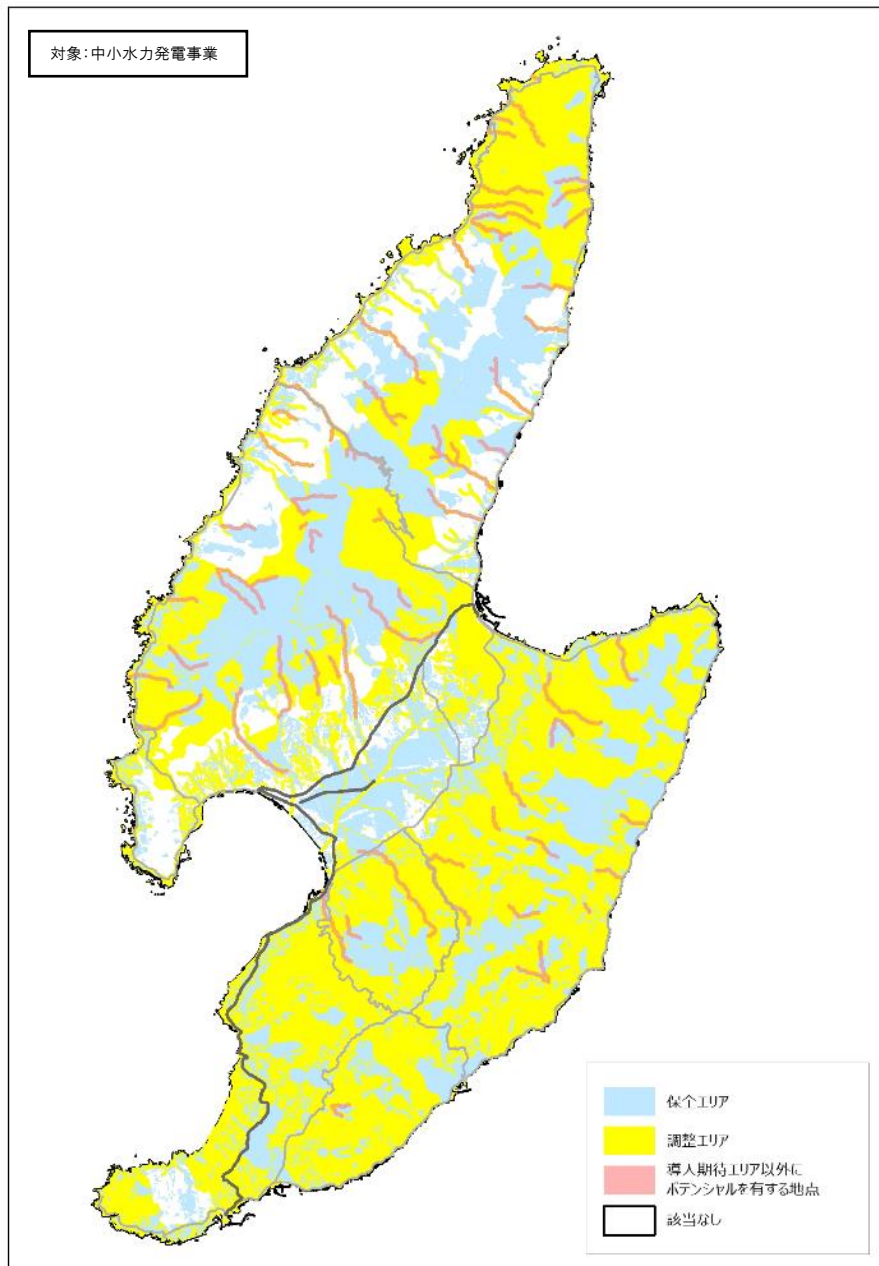 対象:中小水力発電事業
保全エリア
調整エリア
導入期待エリア以外に
ポテンシャルを有する地点
該当なし